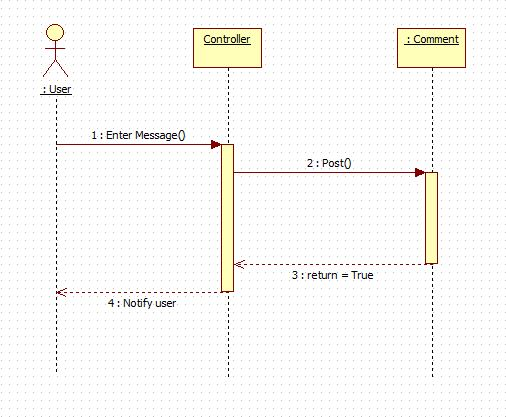 Controller
: Comment
: User
1 : Enter Message()
2 : Post()
3 : return = True
4 : Notify user